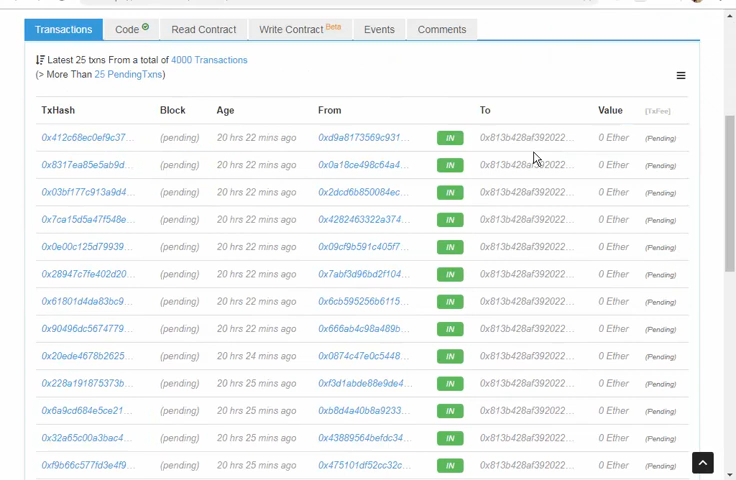 Transactions Code Read Contract Write Contract Beta Events Comments
Latest 25 txns From a total of 4000 Transactions
(> More Than 25 PendingTxns)
TxHash Block Age From To Value [TxFee]
0x412c68ec0ef9c37... (pending) 20 hrs 22 mins ago 0xd9a8173569c931... IN 0x813b428af392022... 0 Ether (Pending)
0x8317ea85e5ab9d... (pending) 20 hrs 22 mins ago 0x0a18ce498c64a4... IN 0x813b428af392022... 0 Ether (Pending)
0x03bf177c913a9d4... (pending) 20 hrs 22 mins ago 0x2dcd6b850084ec... IN 0x813b428af392022... 0 Ether (Pending)
0x7ca15d5a47f548e... (pending) 20 hrs 22 mins ago 0x4282463322a374... IN 0x813b428af392022... 0 Ether (Pending)
0x0e00c125d79939... (pending) 20 hrs 22 mins ago 0x09cf9b591c405f7... IN 0x813b428af392022... 0 Ether (Pending)
0x28947c7fe402d20... (pending) 20 hrs 22 mins ago 0x7abf3d96bd2f104... IN 0x813b428af392022... 0 Ether (Pending)
0x61801d4da83bc9... (pending) 20 hrs 22 mins ago 0x6cb595256b6115... IN 0x813b428af392022... 0 Ether (Pending)
0x90496dc5674779... (pending) 20 hrs 22 mins ago 0x666ab4c98a489b... IN 0x813b428af392022... 0 Ether (Pending)
0x20ede4678b2625... (pending) 20 hrs 24 mins ago 0x0874c47e0c5448... IN 0x813b428af392022... 0 Ether (Pending)
0x228a191875373b... (pending) 20 hrs 25 mins ago 0xf3d1abde88e9de4... IN 0x813b428af392022... 0 Ether (Pending)
0x6a9cd684e5ce21... (pending) 20 hrs 25 mins ago 0xb8d4a40b8a9233... IN 0x813b428af392022... 0 Ether (Pending)
0x32a65c00a3bac4... (pending) 20 hrs 25 mins ago 0x43889564befdc34... IN 0x813b428af392022... 0 Ether (Pending)
0xf9b66c577fd3e4f9... (pending) 20 hrs 25 mins ago 0x475101df52cc32c... IN 0x813b428af392022... 0 Ether (Pending)